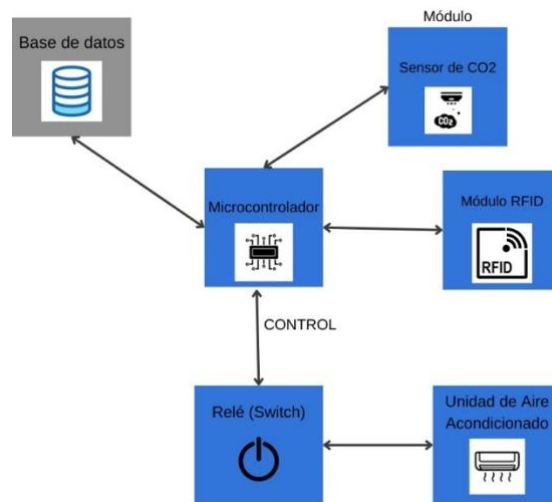 Módulo
Base de datos
Sensor de CO2
CO2
Microcontrolador
Módulo RFID
RFID
CONTROL
Relé (Switch)
Unidad de Aire
Acondicionado